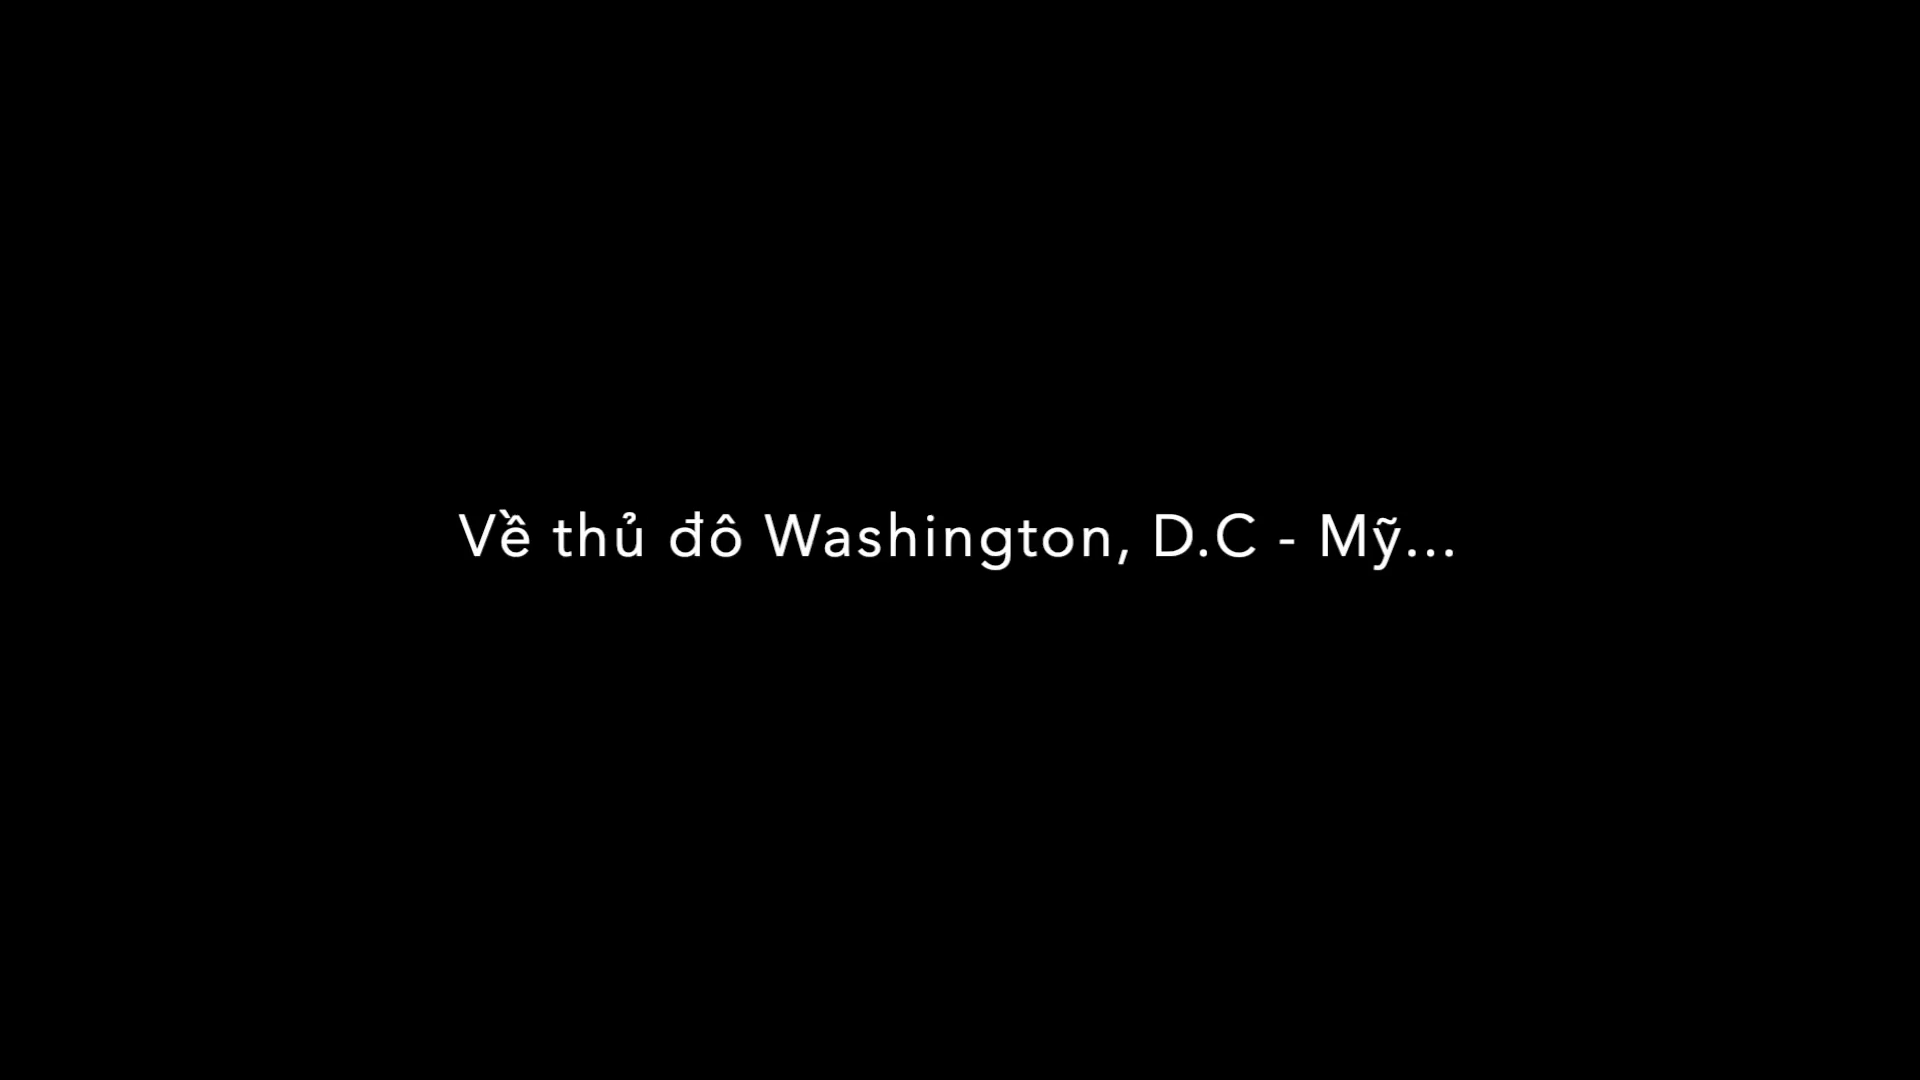 Về thủ đô Washington, D.C - Mỹ...